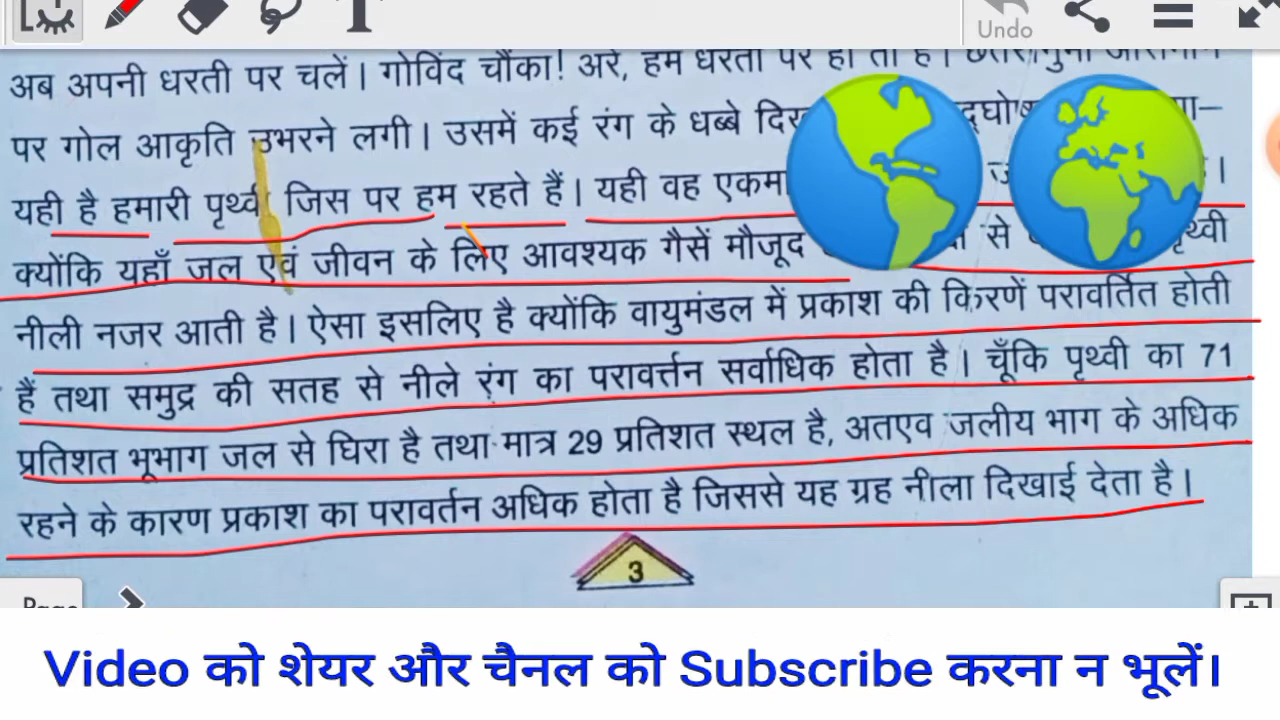 Undo
अब अपनी धरती पर चलें। गोविंद चौंका! अरे, हम धरती पर ही तो हैं।
पर गोल आकृति उभरने लगी। उसमें कई रंग के धब्बे
यही है हमारी पृथ्वी जिस पर हम रहते हैं। यही वह
क्योंकि यहाँ जल एवं जीवन के लिए आवश्यक गैसें मौजूद से
नीली नजर आती है। ऐसा इसलिए है क्योंकि वायुमंडल में प्रकाश की किरणें परावर्तित होती
हैं तथा समुद्र की सतह से नीले रंग का परावर्त्तन सर्वाधिक होता है। चूँकि पृथ्वी का 71
प्रतिशत भूभाग जल से घिरा है तथा मात्र 29 प्रतिशत स्थल है, अतएव जलीय भाग के अधिक
रहने के कारण प्रकाश का परावर्तन अधिक होता है जिससे यह ग्रह नीला दिखाई देता है।
3
Video को शेयर और चैनल को Subscribe करना न भूलें।